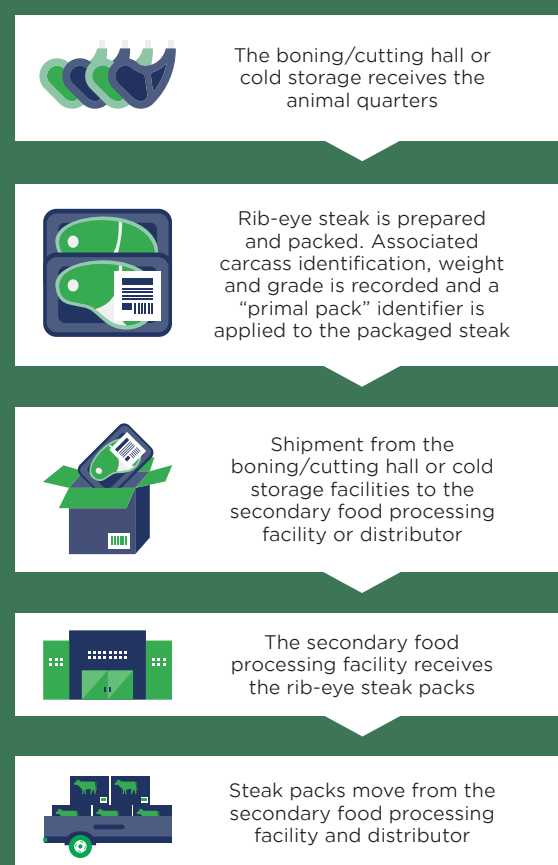 The boning/cutting hall or
cold storage receives the
animal quarters
Rib-eye steak is prepared
and packed. Associated
carcass identification, weight
and grade is recorded and a
“primal pack” identifier is
applied to the packaged steak
Shipment from the
boning/cutting hall or cold
storage facilities to the
secondary food processing
facility or distributor
The secondary food
processing facility receives
the rib-eye steak packs
Steak packs move from the
secondary food processing
facility and distributor